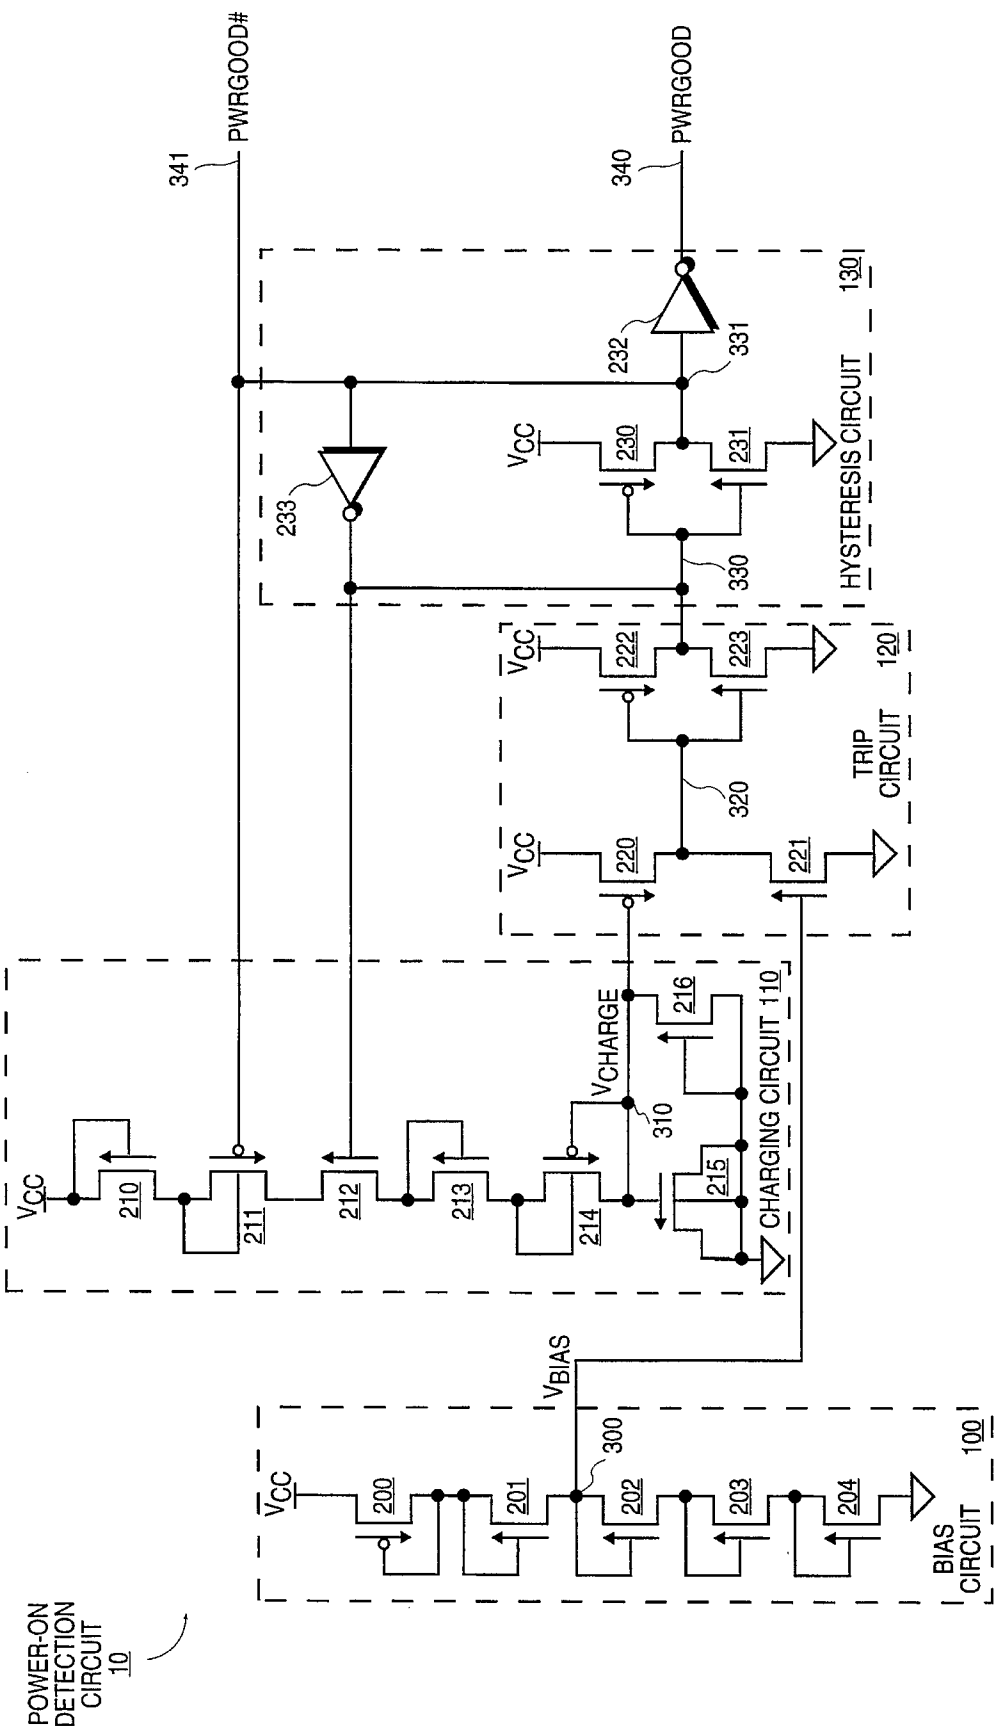 POWER-ON
DETECTION
CIRCUIT
10
VCC
200
201
300
202
203
204
BIAS
CIRCUIT
100
VBIAS
VCC
210
211
212
213
214
310
215
216
VCHARGE
CHARGING CIRCUIT 110
VCC
220
221
320
VCC
222
223
TRIP
CIRCUIT
120
233
330
VCC
230
231
232
331
HYSTERESIS CIRCUIT
130
341
PWRGOOD#
340
PWRGOOD